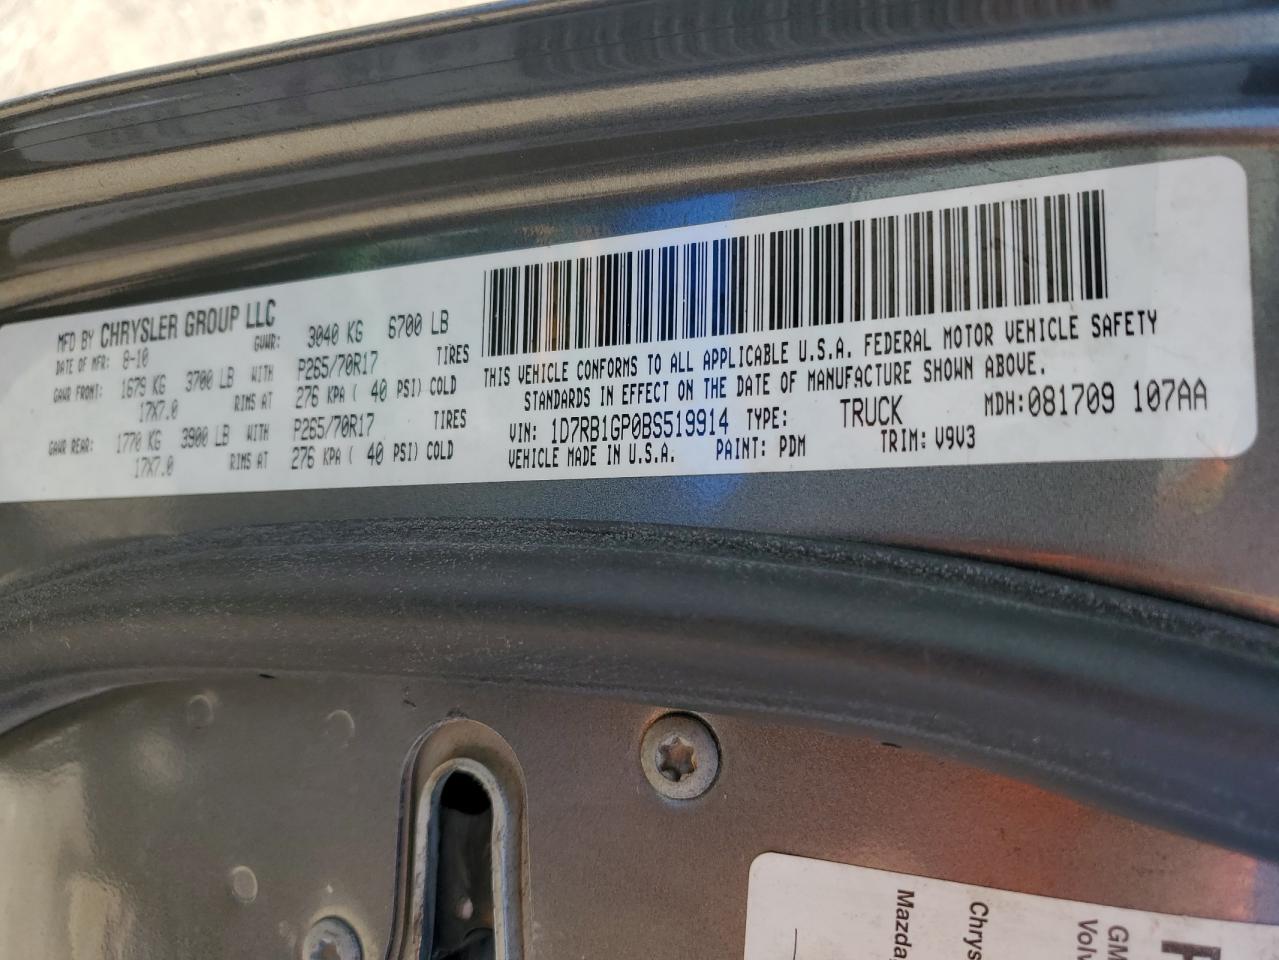 MFD BY CHRYSLER GROUP LLC
DATE OF MFR: 8-10 GVWR: 3040 KG 6700 LB
GAWR FRONT: 1679 KG 3700 LB WITH P265/70R17 TIRES
17X7.0 RIMS AT 276 KPA ( 40 PSI) COLD
GAWR REAR: 1770 KG 3900 LB WITH P265/70R17 TIRES
17X7.0 RIMS AT 276 KPA ( 40 PSI) COLD
THIS VEHICLE CONFORMS TO ALL APPLICABLE U.S.A. FEDERAL MOTOR VEHICLE SAFETY
STANDARDS IN EFFECT ON THE DATE OF MANUFACTURE SHOWN ABOVE.
VIN: 1D7RB1GP0BS519914 TYPE: TRUCK MDH:081709 107AA
VEHICLE MADE IN U.S.A. PAINT: PDM TRIM: V9V3
GM
Chrys
Mazda